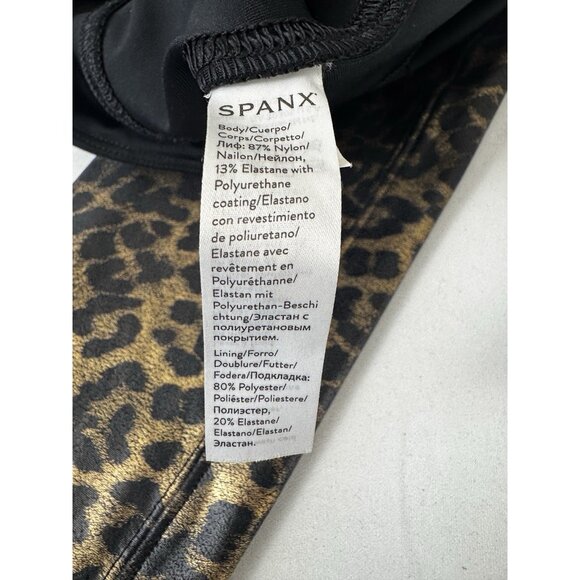 SPANX
Body/Cuerpo/
Corps/Corpetto/
Лиф: 87% Nylon/
Nailon/Нейлон,
13% Elastane with
Polyurethane
coating/Elastano
con revestimiento
de poliuretano/
Elastane avec
revêtement en
Polyuréthanne/
Elastan mit
Polyurethan-Beschi
chtung/Эластан с
полиуретановым
покрытием.
Lining/Forro/
Doublure/Futter/
Fodera/Подкладка:
80% Polyester/
Poliéster/Poliestere/
Полиэстер,
20% Elastane/
Elastano/Elastan/
Эластан.